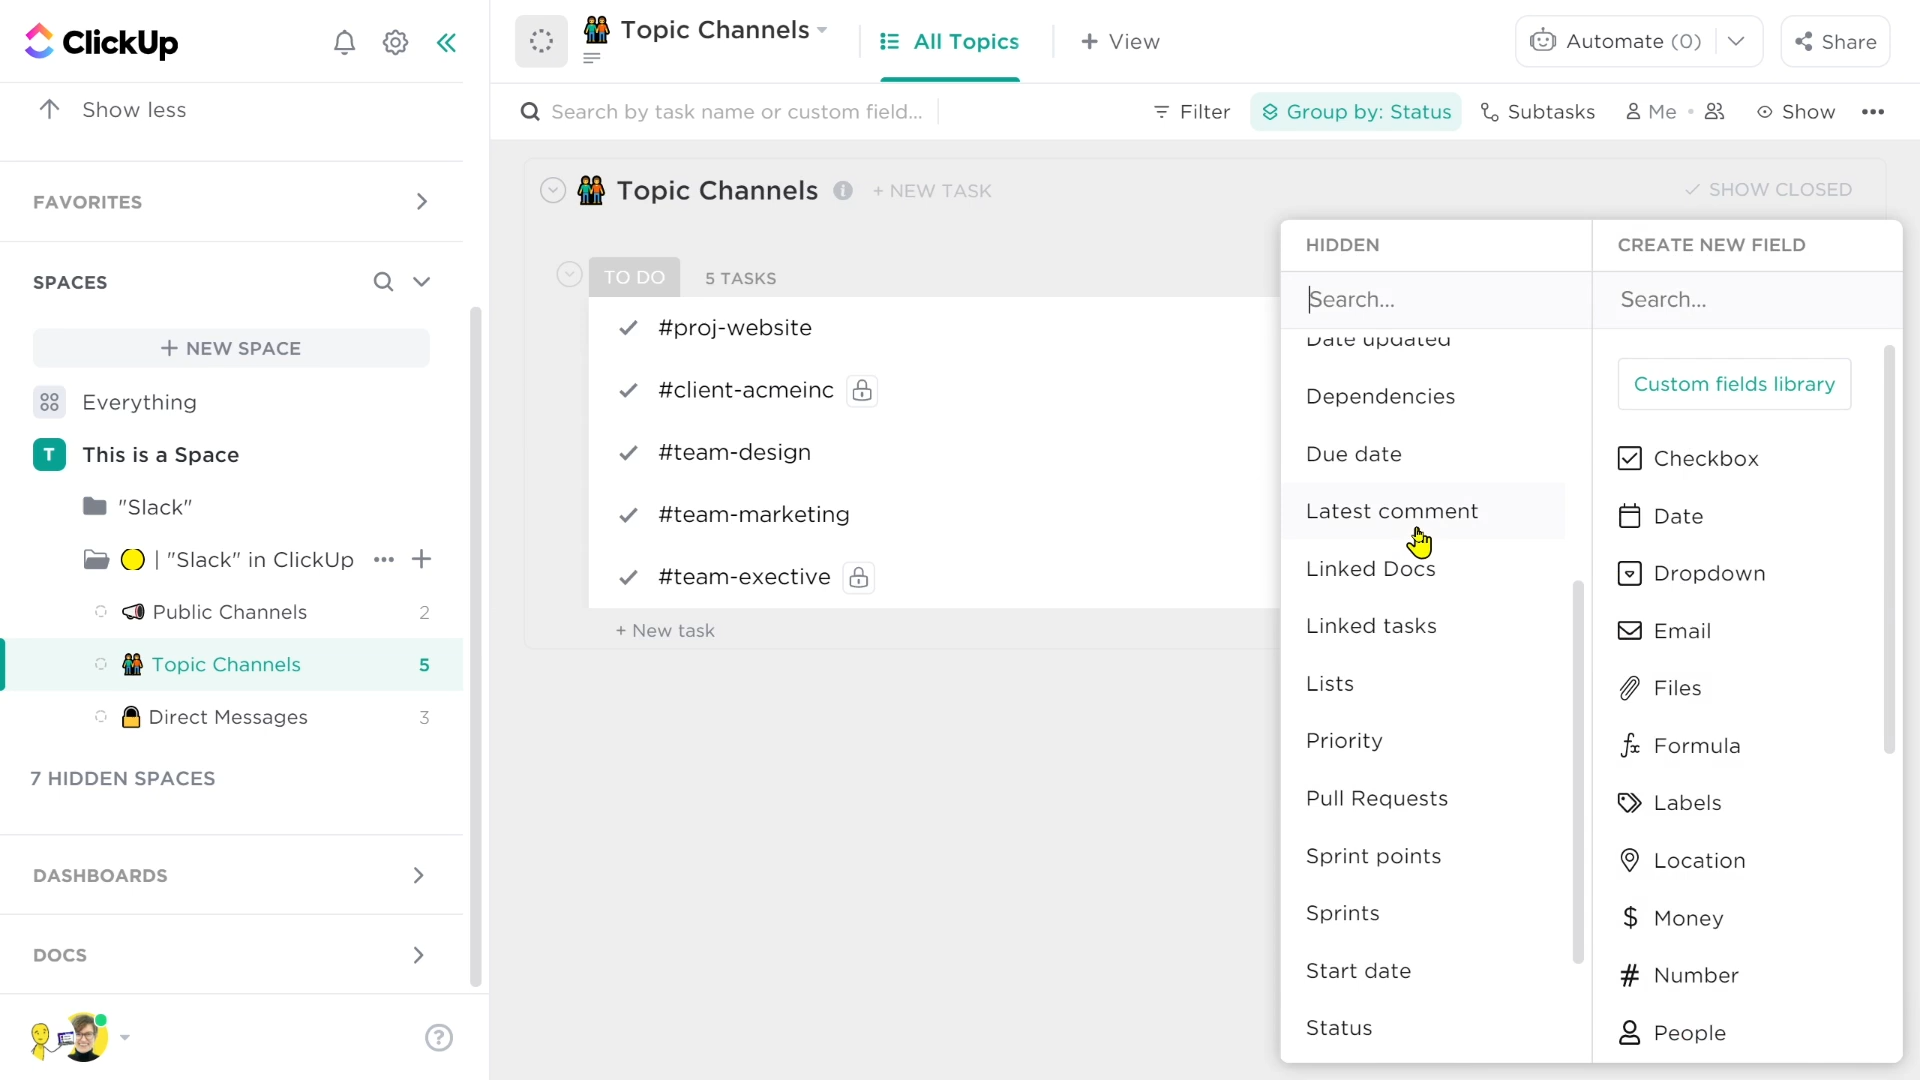 ClickUp
Show less
FAVORITES
SPACES
+ NEW SPACE
Everything
T This is a Space
"Slack"
| "Slack" in ClickUp ••• +
Public Channels 2
Topic Channels 5
Direct Messages 3
7 HIDDEN SPACES
DASHBOARDS
DOCS
?
Topic Channels
All Topics
+ View
Automate (0)
Share
Search by task name or custom field...
Filter
Group by: Status
Subtasks
Me
Show
•••
Topic Channels
+ NEW TASK
SHOW CLOSED
TO DO
5 TASKS
#proj-website
#client-acmeinc
#team-design
#team-marketing
#team-exective
+ New task
HIDDEN
Search...
Date updated
Dependencies
Due date
Latest comment
Linked Docs
Linked tasks
Lists
Priority
Pull Requests
Sprint points
Sprints
Start date
Status
CREATE NEW FIELD
Search...
Custom fields library
Checkbox
Date
Dropdown
Email
Files
Formula
Labels
Location
$ Money
# Number
People